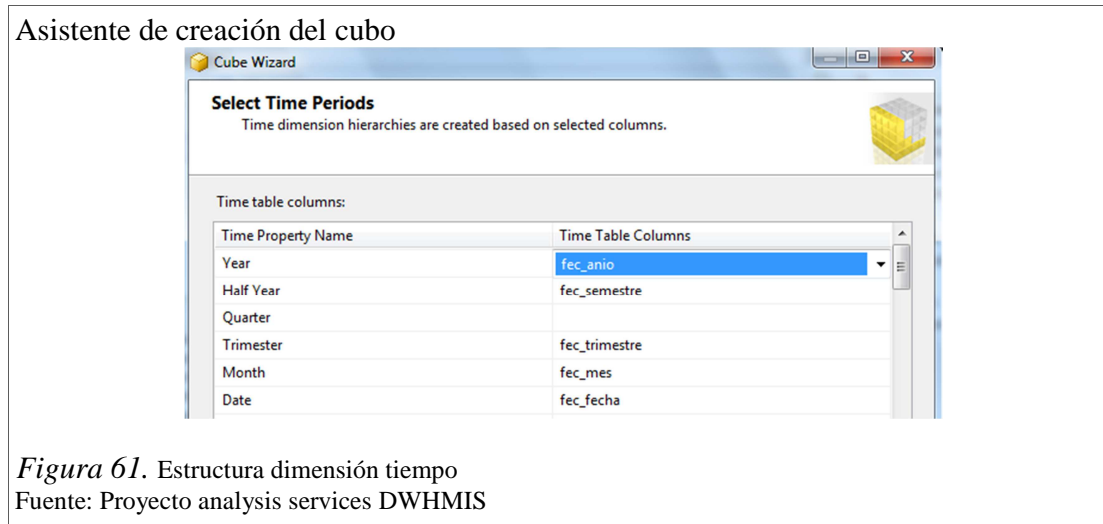 Asistente de creación del cubo
Cube Wizard
Select Time Periods
Time dimension hierarchies are created based on selected columns.
Time table columns:
Time Property Name Time Table Columns
Year fec_anio
Half Year fec_semestre
Quarter
Trimester fec_trimestre
Month fec_mes
Date fec_fecha
Figura 61. Estructura dimensión tiempo
Fuente: Proyecto analysis services DWHMIS